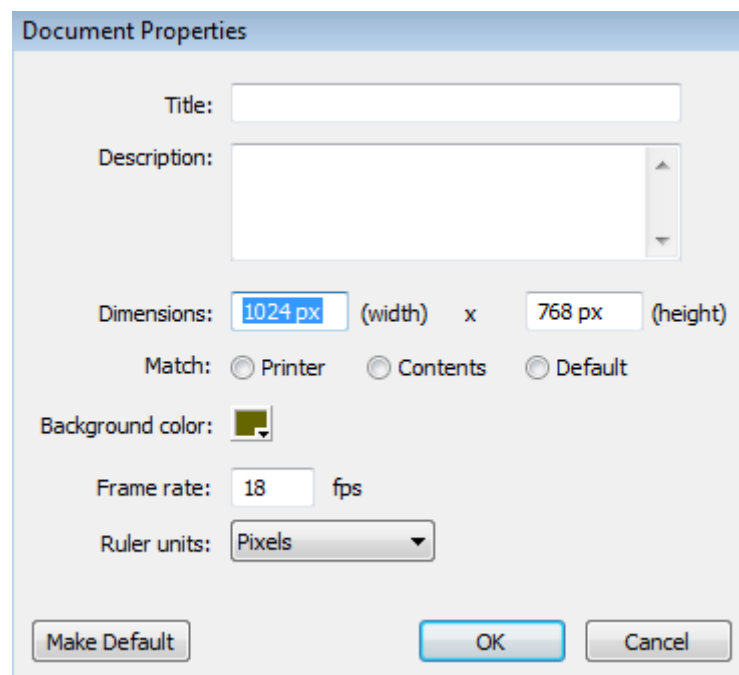 Document Properties
Title:
Description:
Dimensions: 1024 px (width) x 768 px (height)
Match: Printer Contents Default
Background color:
Frame rate: 18 fps
Ruler units: Pixels
Make Default OK Cancel